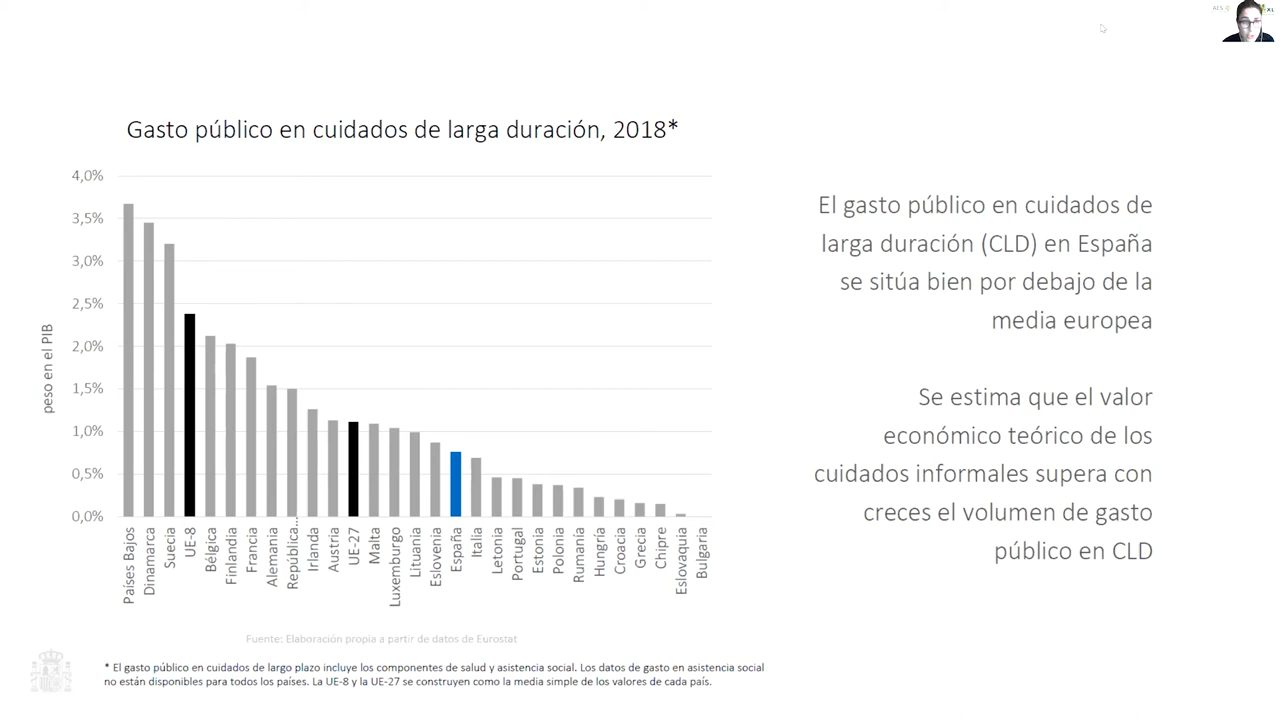 Gasto público en cuidados de larga duración, 2018*
4,0%
3,5%
3,0%
2,5%
2,0%
1,5%
1,0%
0,5%
0,0%
peso en el PIB
Países Bajos
Dinamarca
Suecia
UE-8
Bélgica
Finlandia
Francia
Alemania
República...
Irlanda
Austria
UE-27
Malta
Luxemburgo
Lituania
Eslovenia
España
Italia
Letonia
Portugal
Estonia
Polonia
Rumanía
Hungría
Croacia
Grecia
Chipre
Eslovaquia
Bulgaria
El gasto público en cuidados de
larga duración (CLD) en España
se sitúa bien por debajo de la
media europea
Se estima que el valor
económico teórico de los
cuidados informales supera con
creces el volumen de gasto
público en CLD
Fuente: Elaboración propia a partir de datos de Eurostat
* El gasto público en cuidados de largo plazo incluye los componentes de salud y asistencia social. Los datos de gasto en asistencia social
no están disponibles para todos los países. La UE-8 y la UE-27 se construyen como la media simple de los valores de cada país.